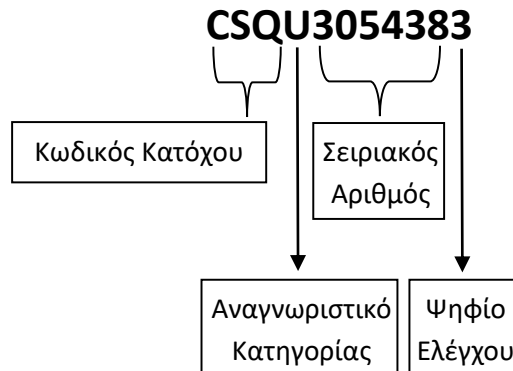 CSQU3054383
Κωδικός Κατόχου
Σειριακός
Αριθμός
Αναγνωριστικό
Κατηγορίας
Ψηφίο
Ελέγχου